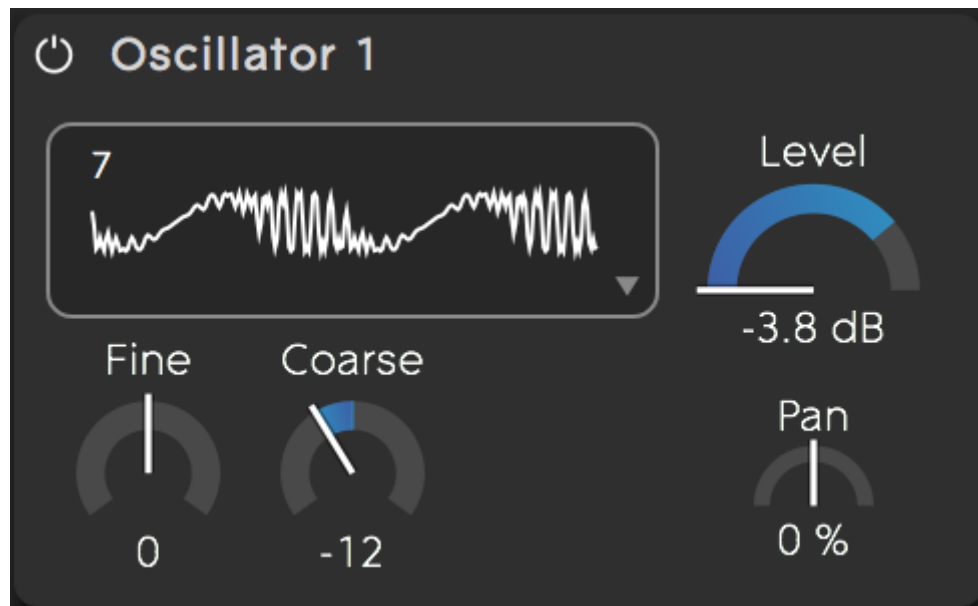 Oscillator 1
7
Level
-3.8 dB
Fine
Coarse
0
-12
Pan
0 %